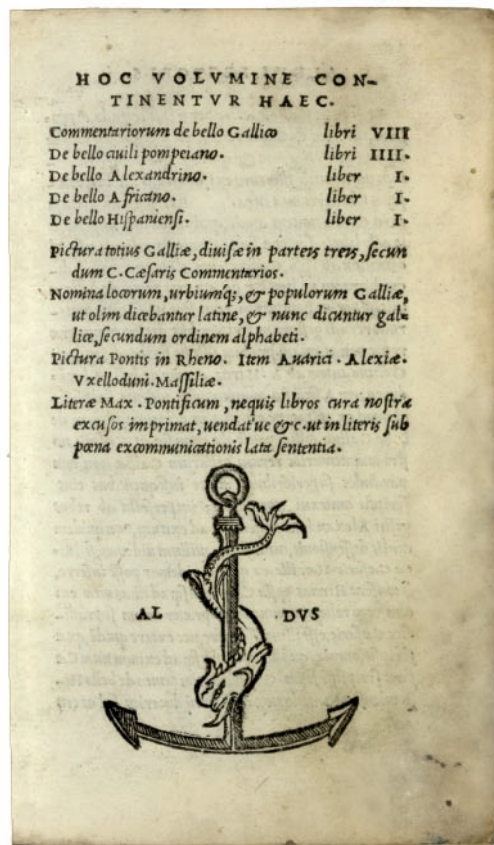 HOC VOLVMINE CON-
TINENTVR HAEC.
Commentariorum de bello Gallico libri VIII
De bello ciuili pompeiano. libri IIII.
De bello Alexandrino. liber I.
De bello Africano. liber I.
De bello Hispaniensi. liber I.
Pictura totius Galliæ, diuisæ in parteis treis, secun
dum C. Cæsaris Commentarios.
Nomina locorum, urbiumq;, & populorum Galliæ,
ut olim dicebantur latine, & nunc dicuntur gal-
lice, secundum ordinem alphabeti.
Pictura Pontis in Rheno. Item Auarici. Alexiæ.
Vxelloduni. Massiliæ.
Literæ Max. Pontificum, nequis libros cura nostra
excusos imprimat, uendat'ue &c. ut in literis sub
pœna excommunicationis latæ sententia.
AL DVS